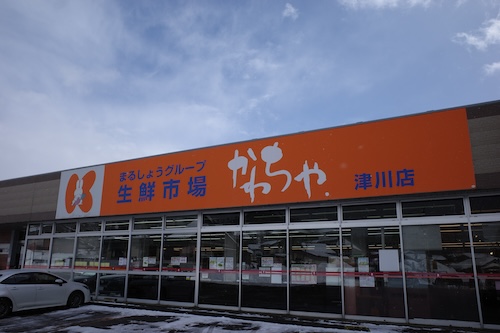 まるしょうグループ
生鮮市場
かわちや
津川店